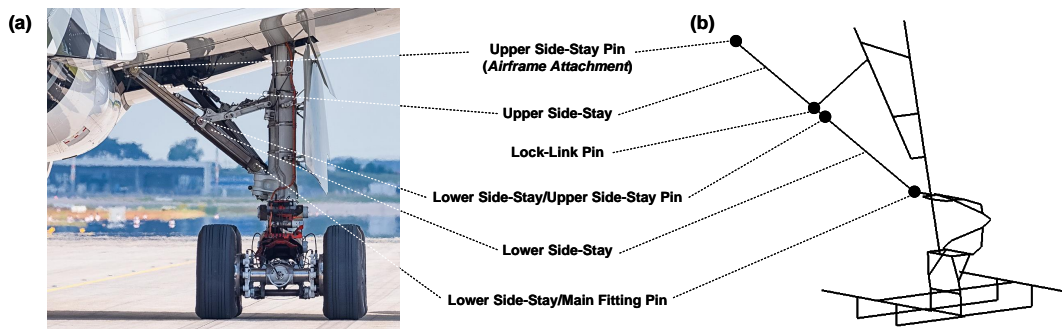 (a)
(b)
Upper Side-Stay Pin
(Airframe Attachment)
Upper Side-Stay
Lock-Link Pin
Lower Side-Stay/Upper Side-Stay Pin
Lower Side-Stay
Lower Side-Stay/Main Fitting Pin